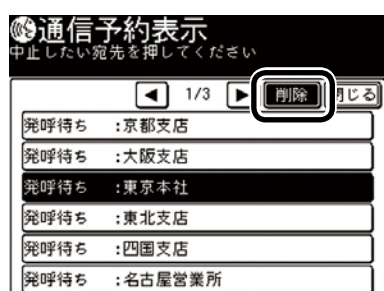 通信予約表示
中止したい宛先を押してください
◀ 1/3 ▶ 削除 閉じる
発呼待ち :京都支店
発呼待ち :大阪支店
発呼待ち :東京本社
発呼待ち :東北支店
発呼待ち :四国支店
発呼待ち :名古屋営業所